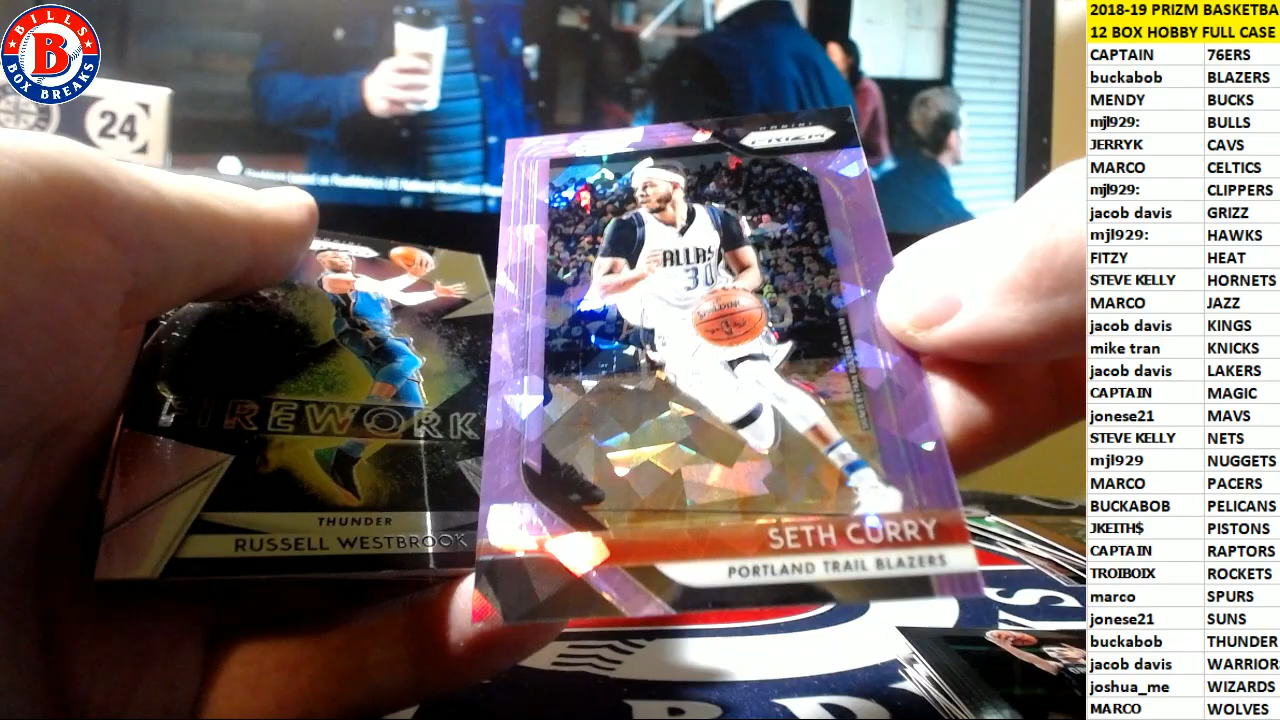 BILLS
B
BOX BREAKS
24
PANINI
PRIZM
ALLAS
30
SPALDING
SETH CURRY
PORTLAND TRAIL BLAZERS
FIREWORK
THUNDER
RUSSELL WESTBROOK
2018-19 PRIZM BASKETBA
12 BOX HOBBY FULL CASE
CAPTAIN 76ERS
buckabob BLAZERS
MENDY BUCKS
mjl929: BULLS
JERRYK CAVS
MARCO CELTICS
mjl929: CLIPPERS
jacob davis GRIZZ
mjl929: HAWKS
FITZY HEAT
STEVE KELLY HORNETS
MARCO JAZZ
jacob davis KINGS
mike tran KNICKS
jacob davis LAKERS
CAPTAIN MAGIC
jonese21 MAVS
STEVE KELLY NETS
mjl929 NUGGETS
MARCO PACERS
BUCKABOB PELICANS
JKEITH$ PISTONS
CAPTAIN RAPTORS
TROIBOIX ROCKETS
marco SPURS
jonese21 SUNS
buckabob THUNDER
jacob davis WARRIOR
joshua_me WIZARDS
MARCO WOLVES